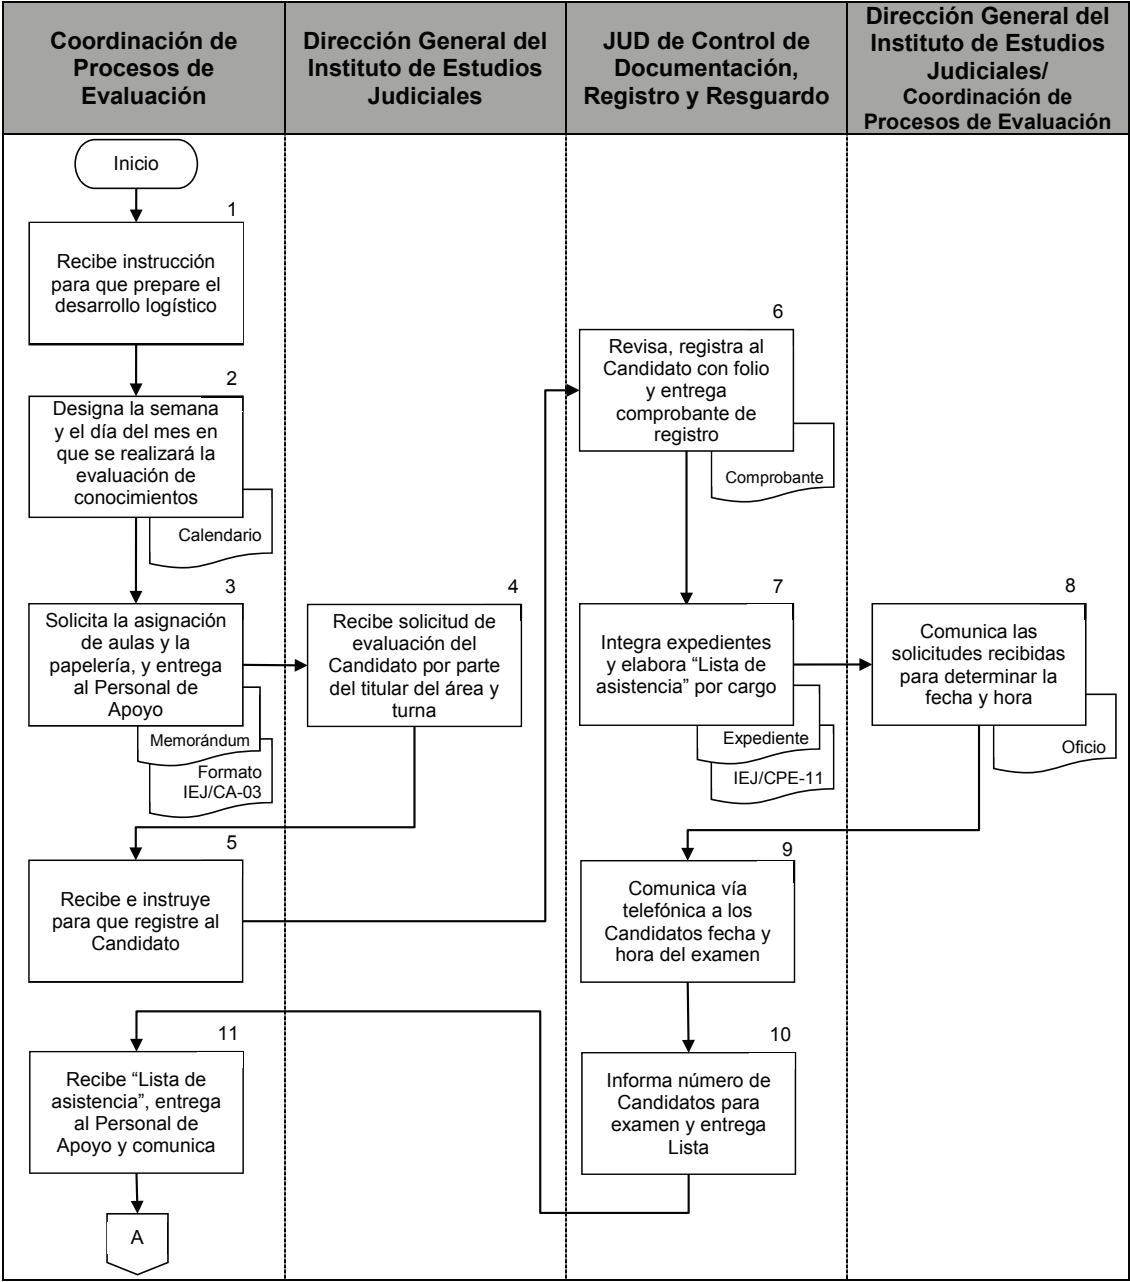 Coordinación de
Procesos de
Evaluación
Dirección General del
Instituto de Estudios
Judiciales
JUD de Control de
Documentación,
Registro y Resguardo
Dirección General del
Instituto de Estudios
Judiciales/
Coordinación de
Procesos de Evaluación
Inicio
1
Recibe instrucción
para que prepare el
desarrollo logístico
2
Designa la semana
y el día del mes en
que se realizará la
evaluación de
conocimientos
Calendario
3
Solicita la asignación
de aulas y la
papelería, y entrega
al Personal de
Apoyo
Memorándum
Formato
IEJ/CA-03
4
Recibe solicitud de
evaluación del
Candidato por parte
del titular del área y
turna
5
Recibe e instruye
para que registre al
Candidato
6
Revisa, registra al
Candidato con folio
y entrega
comprobante de
registro
Comprobante
7
Integra expedientes
y elabora “Lista de
asistencia” por cargo
Expediente
IEJ/CPE-11
8
Comunica las
solicitudes recibidas
para determinar la
fecha y hora
Oficio
9
Comunica vía
telefónica a los
Candidatos fecha y
hora del examen
10
Informa número de
Candidatos para
examen y entrega
Lista
11
Recibe “Lista de
asistencia”, entrega
al Personal de
Apoyo y comunica
A